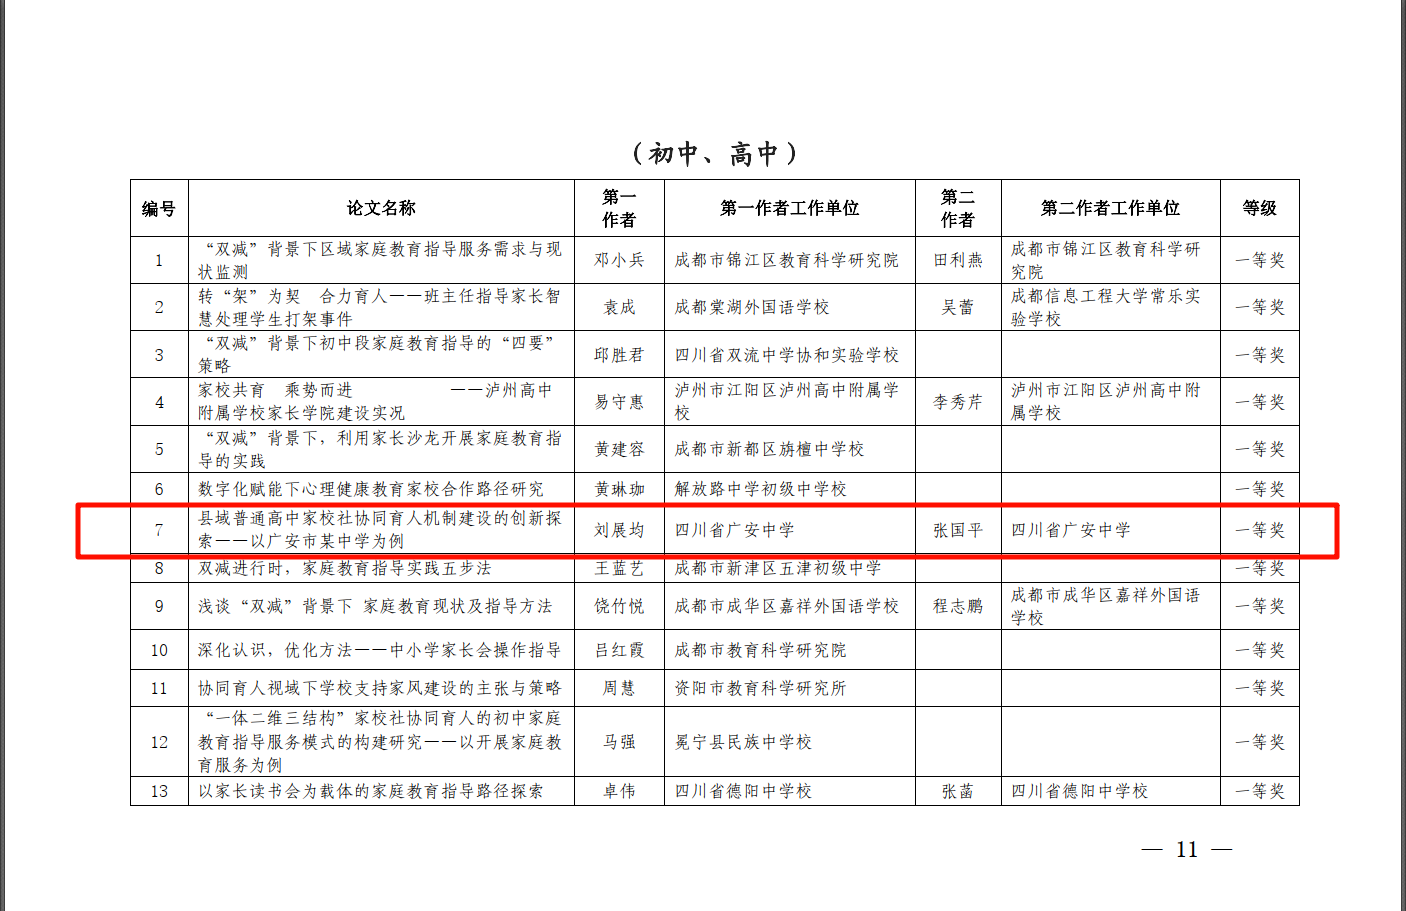 （初中、高中）
编号 论文名称 第一作者 第一作者工作单位 第二作者 第二作者工作单位 等级
1 “双减”背景下区域家庭教育指导服务需求与现状监测 邓小兵 成都市锦江区教育科学研究院 田利燕 成都市锦江区教育科学研究院 一等奖
2 转“架”为契 合力育人——班主任指导家长智慧处理学生打架事件 袁成 成都棠湖外国语学校 吴蕾 成都信息工程大学常乐实验学校 一等奖
3 “双减”背景下初中段家庭教育指导的“四要”策略 邱胜君 四川省双流中学协和实验学校 一等奖
4 家校共育 乘势而进 ——泸州高中附属学校家长学院建设实况 易守惠 泸州市江阳区泸州高中附属学校 李秀芹 泸州市江阳区泸州高中附属学校 一等奖
5 “双减”背景下，利用家长沙龙开展家庭教育指导的实践 黄建容 成都市新都区旃檀中学校 一等奖
6 数字化赋能下心理健康教育家校合作路径研究 黄琳珈 解放路中学初级中学校 一等奖
7 县域普通高中家校社协同育人机制建设的创新探索——以广安市某中学为例 刘展均 四川省广安中学 张国平 四川省广安中学 一等奖
8 双减进行时，家庭教育指导实践五步法 王蓝艺 成都市新津区五津初级中学 一等奖
9 浅谈“双减”背景下 家庭教育现状及指导方法 饶竹悦 成都市成华区嘉祥外国语学校 程志鹏 成都市成华区嘉祥外国语学校 一等奖
10 深化认识，优化方法——中小学家长会操作指导 吕红霞 成都市教育科学研究院 一等奖
11 协同育人视域下学校支持家风建设的主张与策略 周慧 资阳市教育科学研究所 一等奖
12 “一体二维三结构”家校社协同育人的初中家庭教育指导服务模式的构建研究——以开展家庭教育服务为例 马强 冕宁县民族中学校 一等奖
13 以家长读书会为载体的家庭教育指导路径探索 卓伟 四川省德阳中学校 张菡 四川省德阳中学校 一等奖
— 11 —